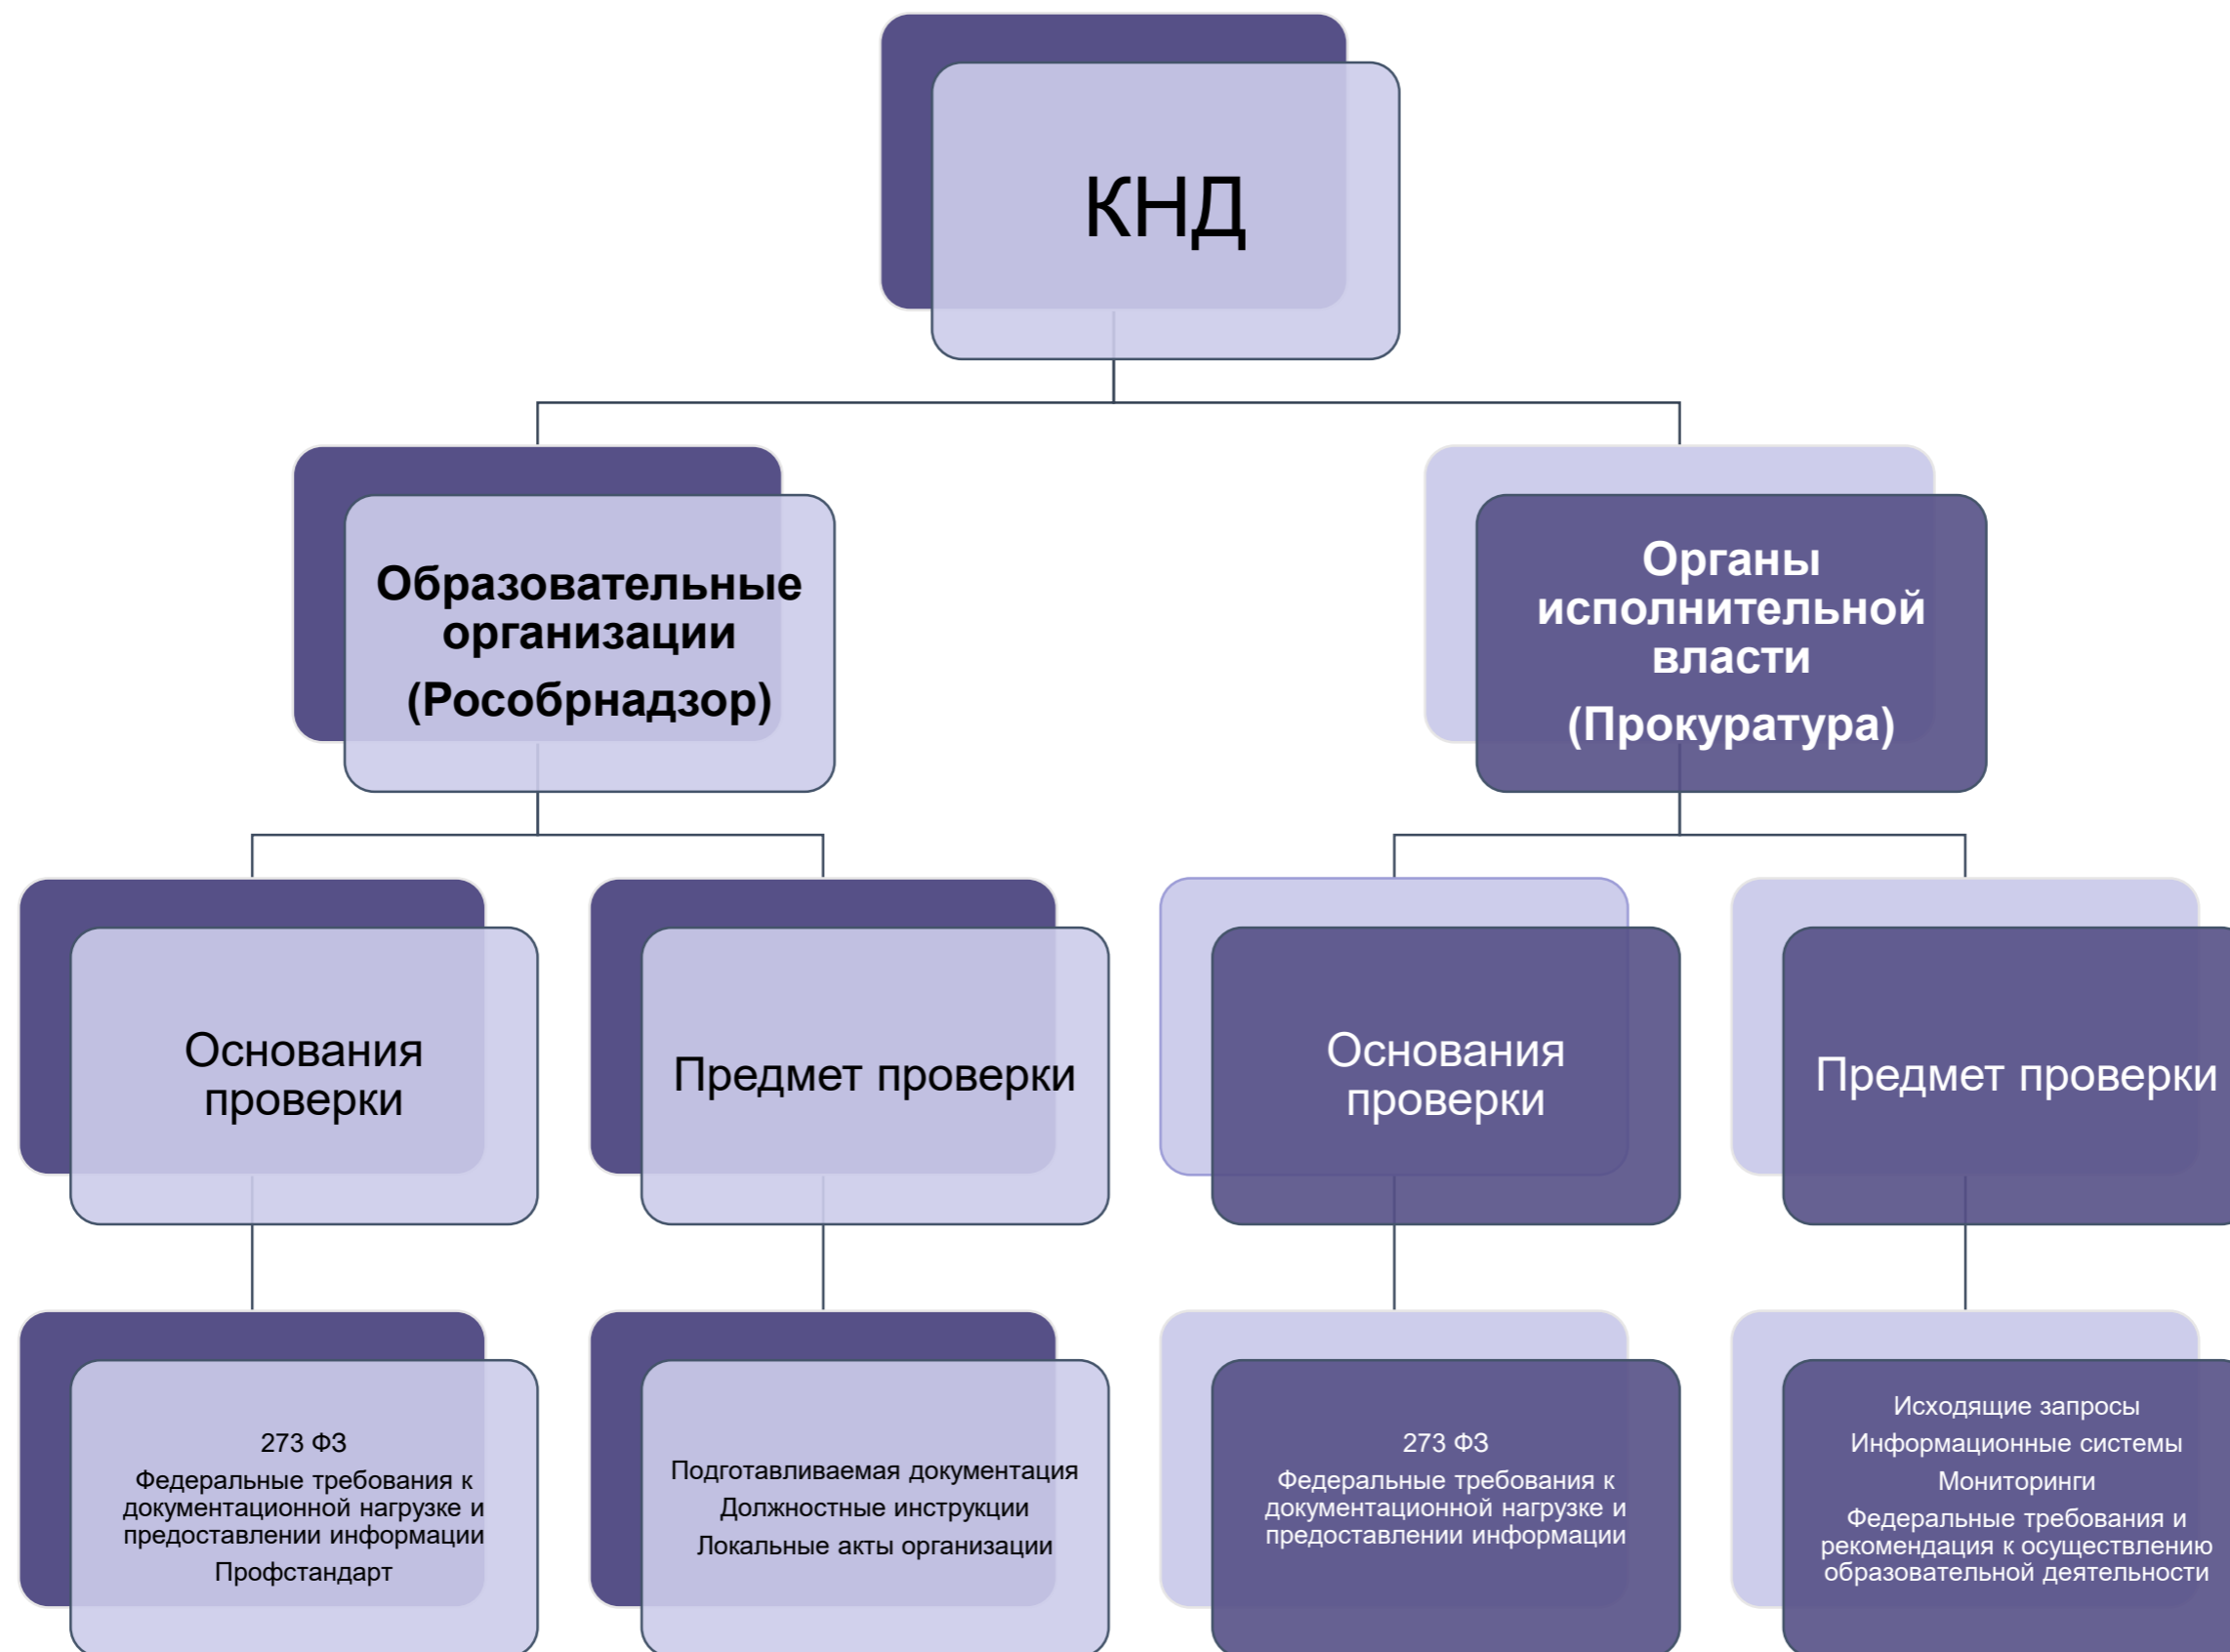 КНД
Образовательные
организации
(Рособрнадзор)
Органы
исполнительной
власти
(Прокуратура)
Основания
проверки
Предмет проверки
Основания
проверки
Предмет проверки
273 ФЗ
Федеральные требования к
документационной нагрузке и
предоставлении информации
Профстандарт
Подготавливаемая документация
Должностные инструкции
Локальные акты организации
273 ФЗ
Федеральные требования к
документационной нагрузке и
предоставлении информации
Исходящие запросы
Информационные системы
Мониторинги
Федеральные требования и
рекомендация к осуществлению
образовательной деятельности